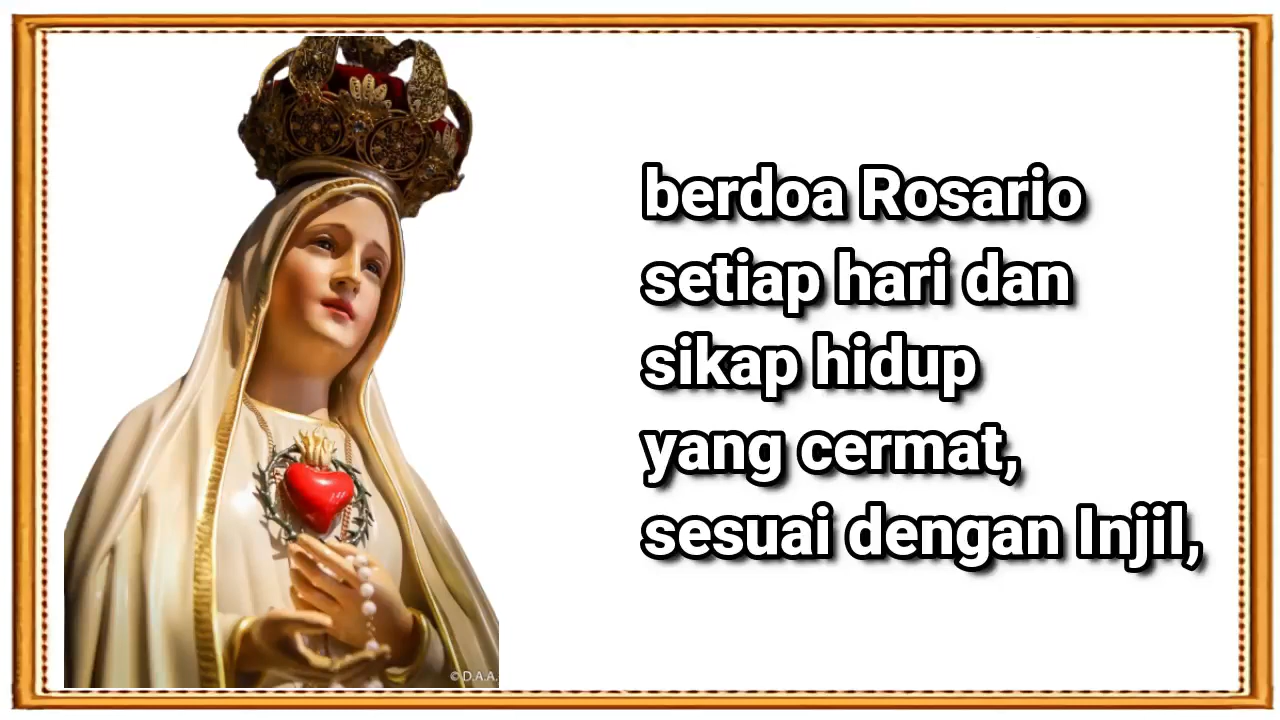 berdoa Rosario
setiap hari dan
sikap hidup
yang cermat,
sesuai dengan Injil,
© D.A.A.